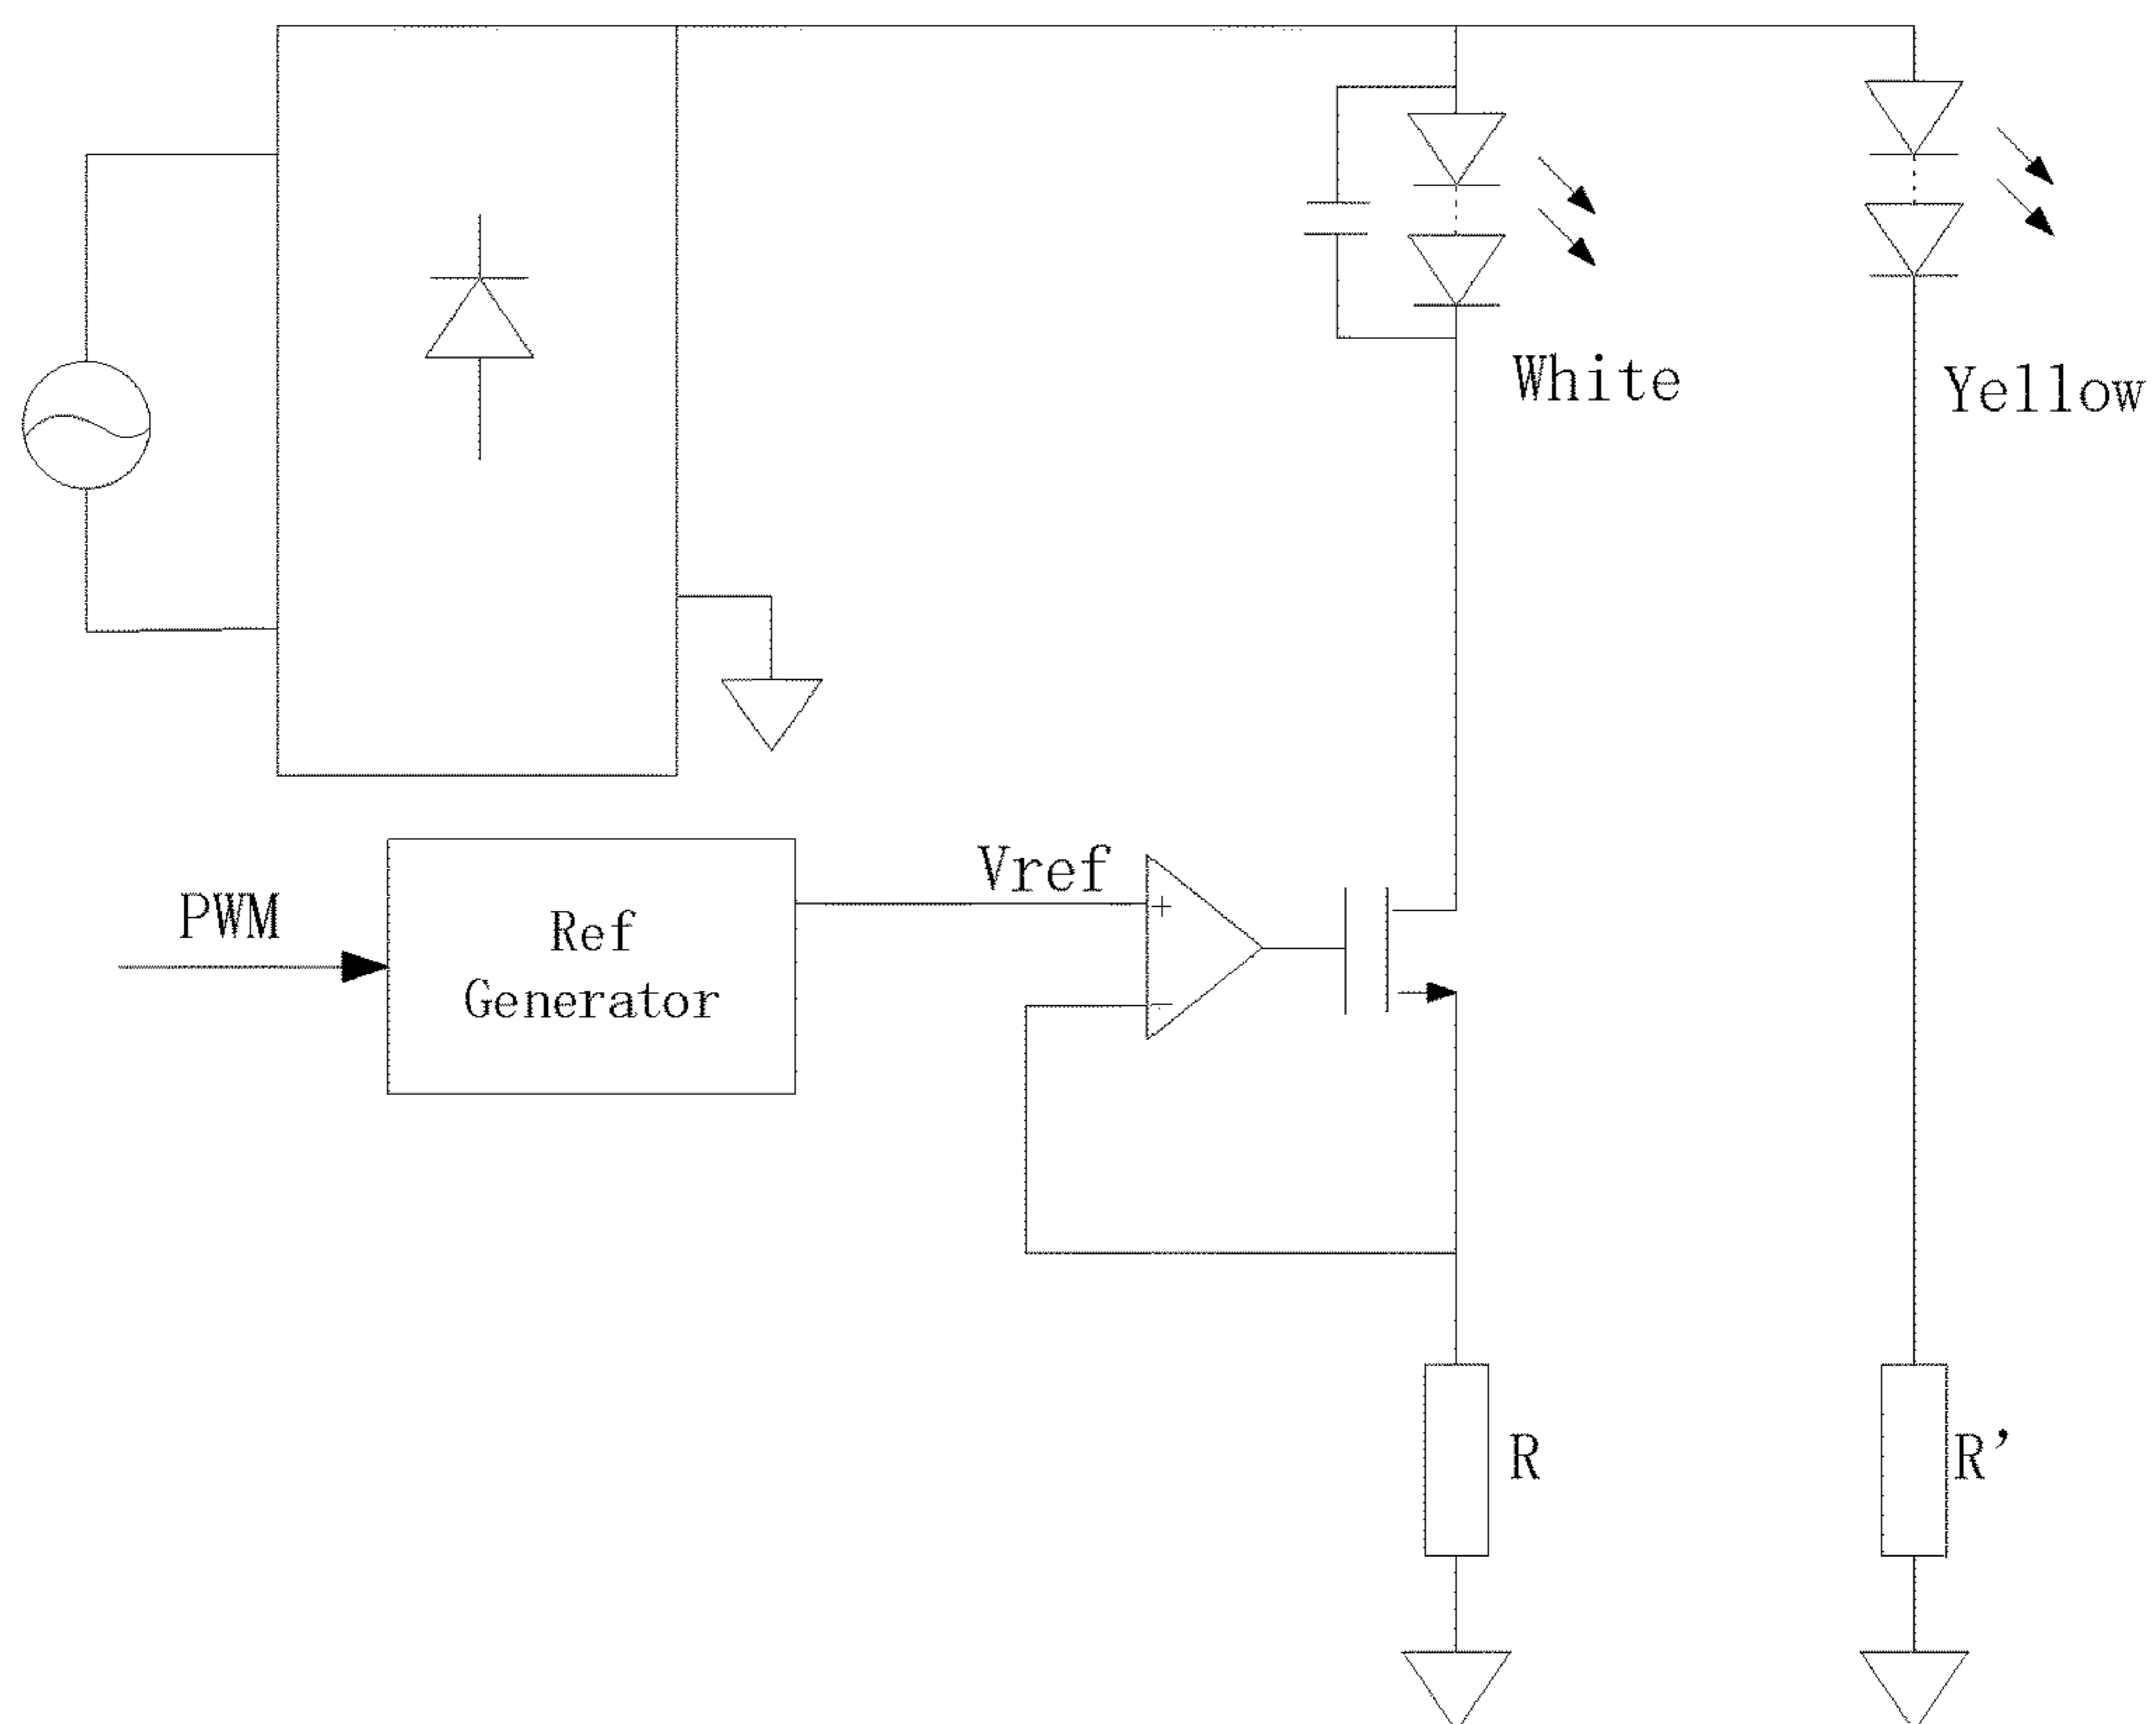 White
Yellow
PWM
Ref
Generator
Vref
+
-
R
R'